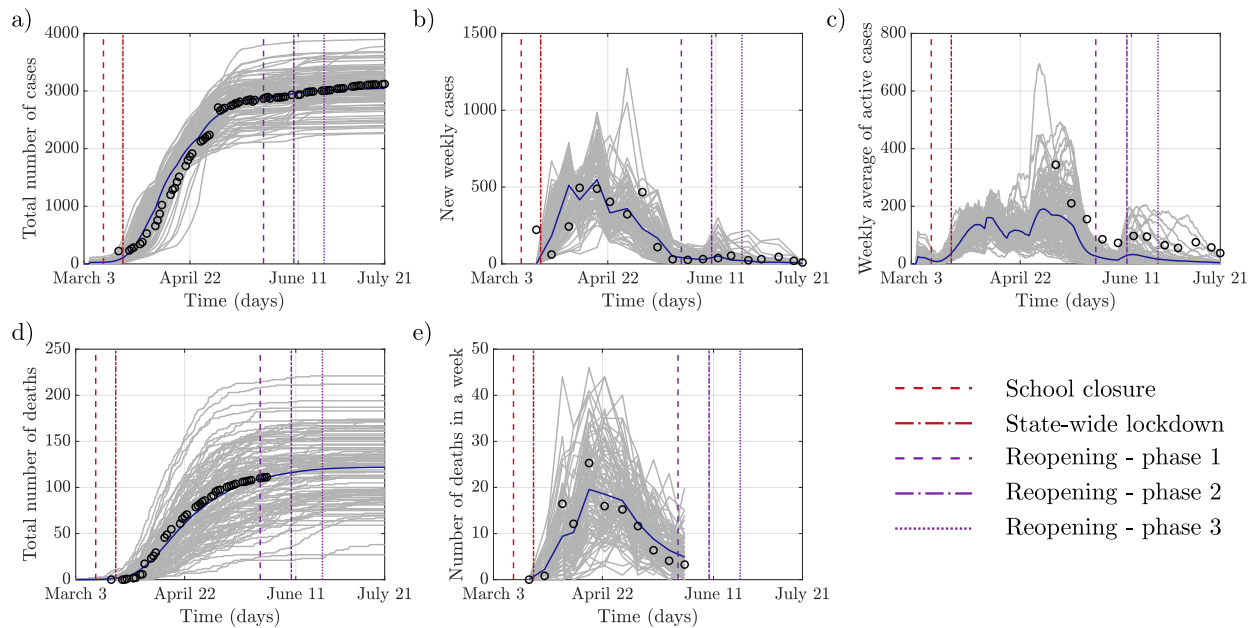 a)
Total number of cases
4000
3000
2000
1000
0
March 3
April 22
June 11
July 21
Time (days)
b)
New weekly cases
1500
1000
500
0
March 3
April 22
June 11
July 21
Time (days)
c)
Weekly average of active cases
800
600
400
200
0
March 3
April 22
June 11
July 21
Time (days)
d)
Total number of deaths
250
200
150
100
50
0
March 3
April 22
June 11
July 21
Time (days)
e)
Number of deaths in a week
50
40
30
20
10
0
March 3
April 22
June 11
July 21
Time (days)
School closure
State-wide lockdown
Reopening - phase 1
Reopening - phase 2
Reopening - phase 3